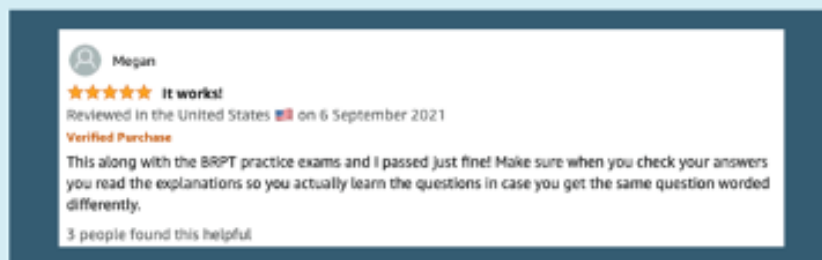 Megan
It works!
Reviewed in the United States on 6 September 2021
Verified Purchase
This along with the BRPT practice exams and I passed just fine! Make sure when you check your answers
you read the explanations so you actually learn the questions in case you get the same question worded
differently.
3 people found this helpful